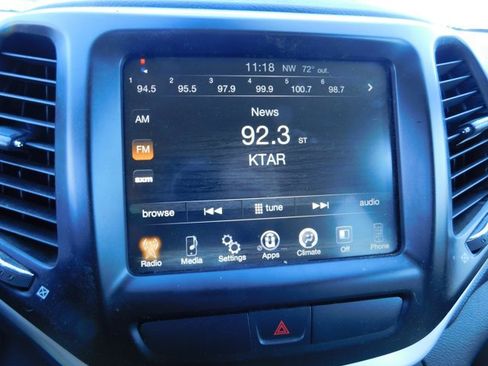 11:18 NW 72° out.
1 94.5 2 95.5 3 97.9 4 99.9 5 100.7 6 98.7
AM
News
FM
92.3 ST
KTAR
sxm
browse tune audio
Radio Media Settings Apps Climate Off Phone